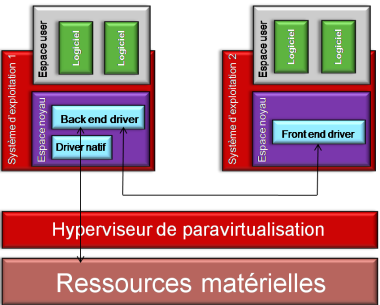 Système d'exploitation 1
Espace user
Logiciel
Logiciel
Espace noyau
Back end driver
Driver natif
Système d'exploitation 2
Espace user
Logiciel
Logiciel
Espace noyau
Front end driver
Hyperviseur de paravirtualisation
Ressources matérielles